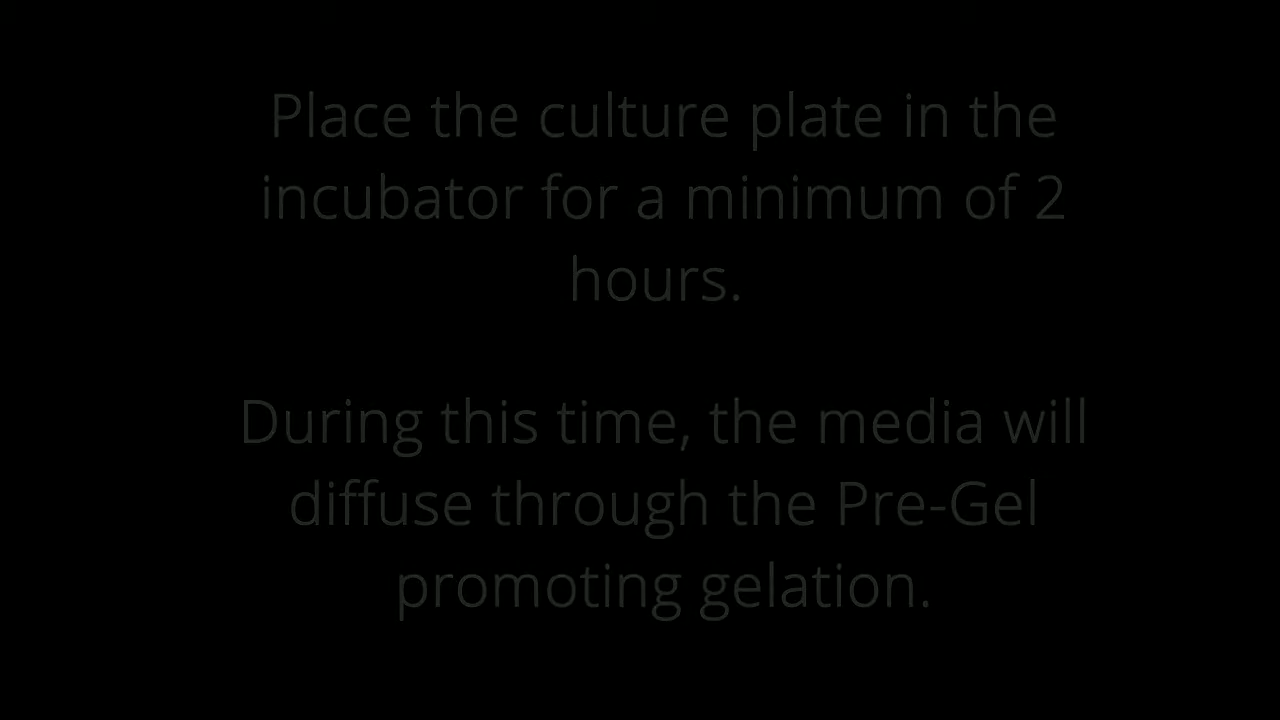 Place the culture plate in the
incubator for a minimum of 2
hours.
During this time, the media will
diffuse through the Pre-Gel
promoting gelation.